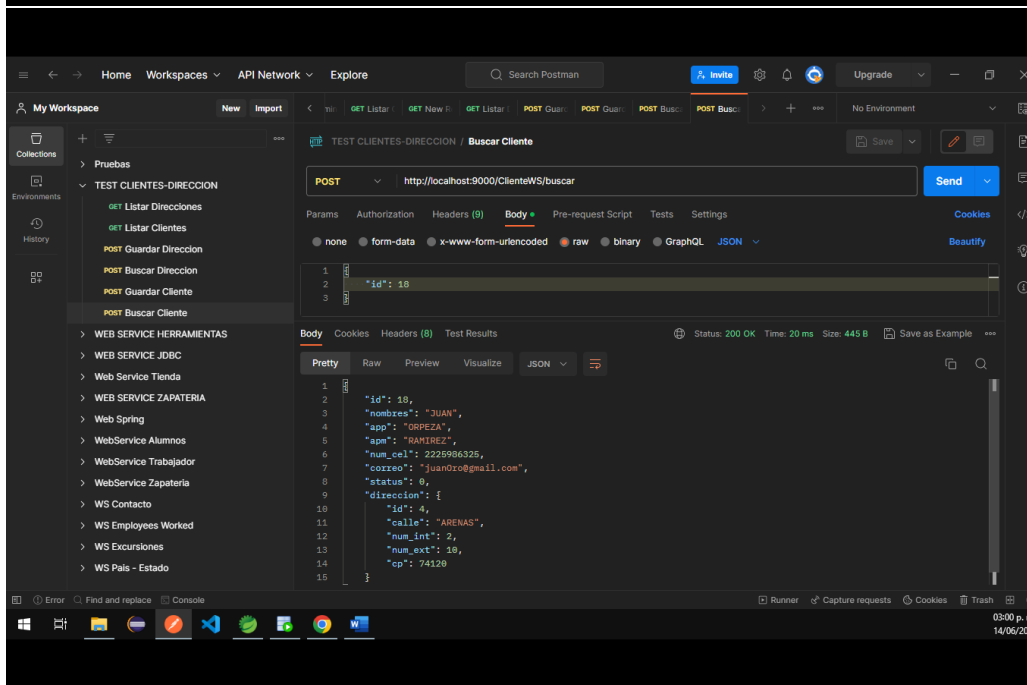 Home Workspaces API Network Explore Search Postman Invite Upgrade
My Workspace New Import GET Listar GET New R GET Listar POST Guar POST Guar POST Busc POST Busc No Environment
Collections
Environments
History
Pruebas
TEST CLIENTES-DIRECCION
GET Listar Direcciones
GET Listar Clientes
POST Guardar Direccion
POST Buscar Direccion
POST Guardar Cliente
POST Buscar Cliente
WEB SERVICE HERRAMIENTAS
WEB SERVICE JDBC
Web Service Tienda
WEB SERVICE ZAPATERIA
Web Spring
WebService Alumnos
WebService Trabajador
WebService Zapateria
WS Contacto
WS Employees Worked
WS Excursiones
WS Pais - Estado
HTTP TEST CLIENTES-DIRECCION / Buscar Cliente Save
POST http://localhost:9000/ClienteWS/buscar Send
Params Authorization Headers (9) Body Pre-request Script Tests Settings Cookies
none form-data x-www-form-urlencoded raw binary GraphQL JSON Beautify
1 {
2 "id": 18
3 }
Body Cookies Headers (8) Test Results Status: 200 OK Time: 20 ms Size: 445 B Save as Example
Pretty Raw Preview Visualize JSON
1 {
2 "id": 18,
3 "nombres": "JUAN",
4 "app": "ORPEZA",
5 "apm": "RAMIREZ",
6 "num_cel": 2225986325,
7 "correo": "juanOro@gmail.com",
8 "status": 0,
9 "direccion": {
10 "id": 4,
11 "calle": "ARENAS",
12 "num_int": 2,
13 "num_ext": 10,
14 "cp": 74120
15 }
Error Find and replace Console Runner Capture requests Cookies Trash
03:00 p.
14/06/20